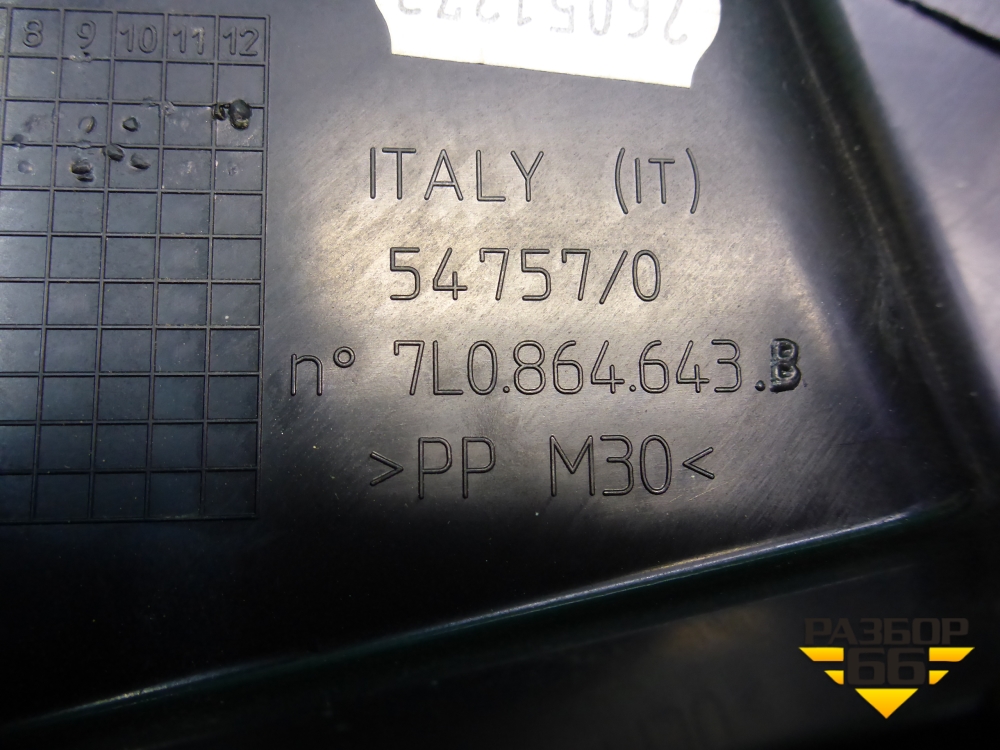 8 9 10 11 12
ITALY (IT)
54757/0
n° 7L0.864.643.B
>PP M30<
РАЗБОР
66